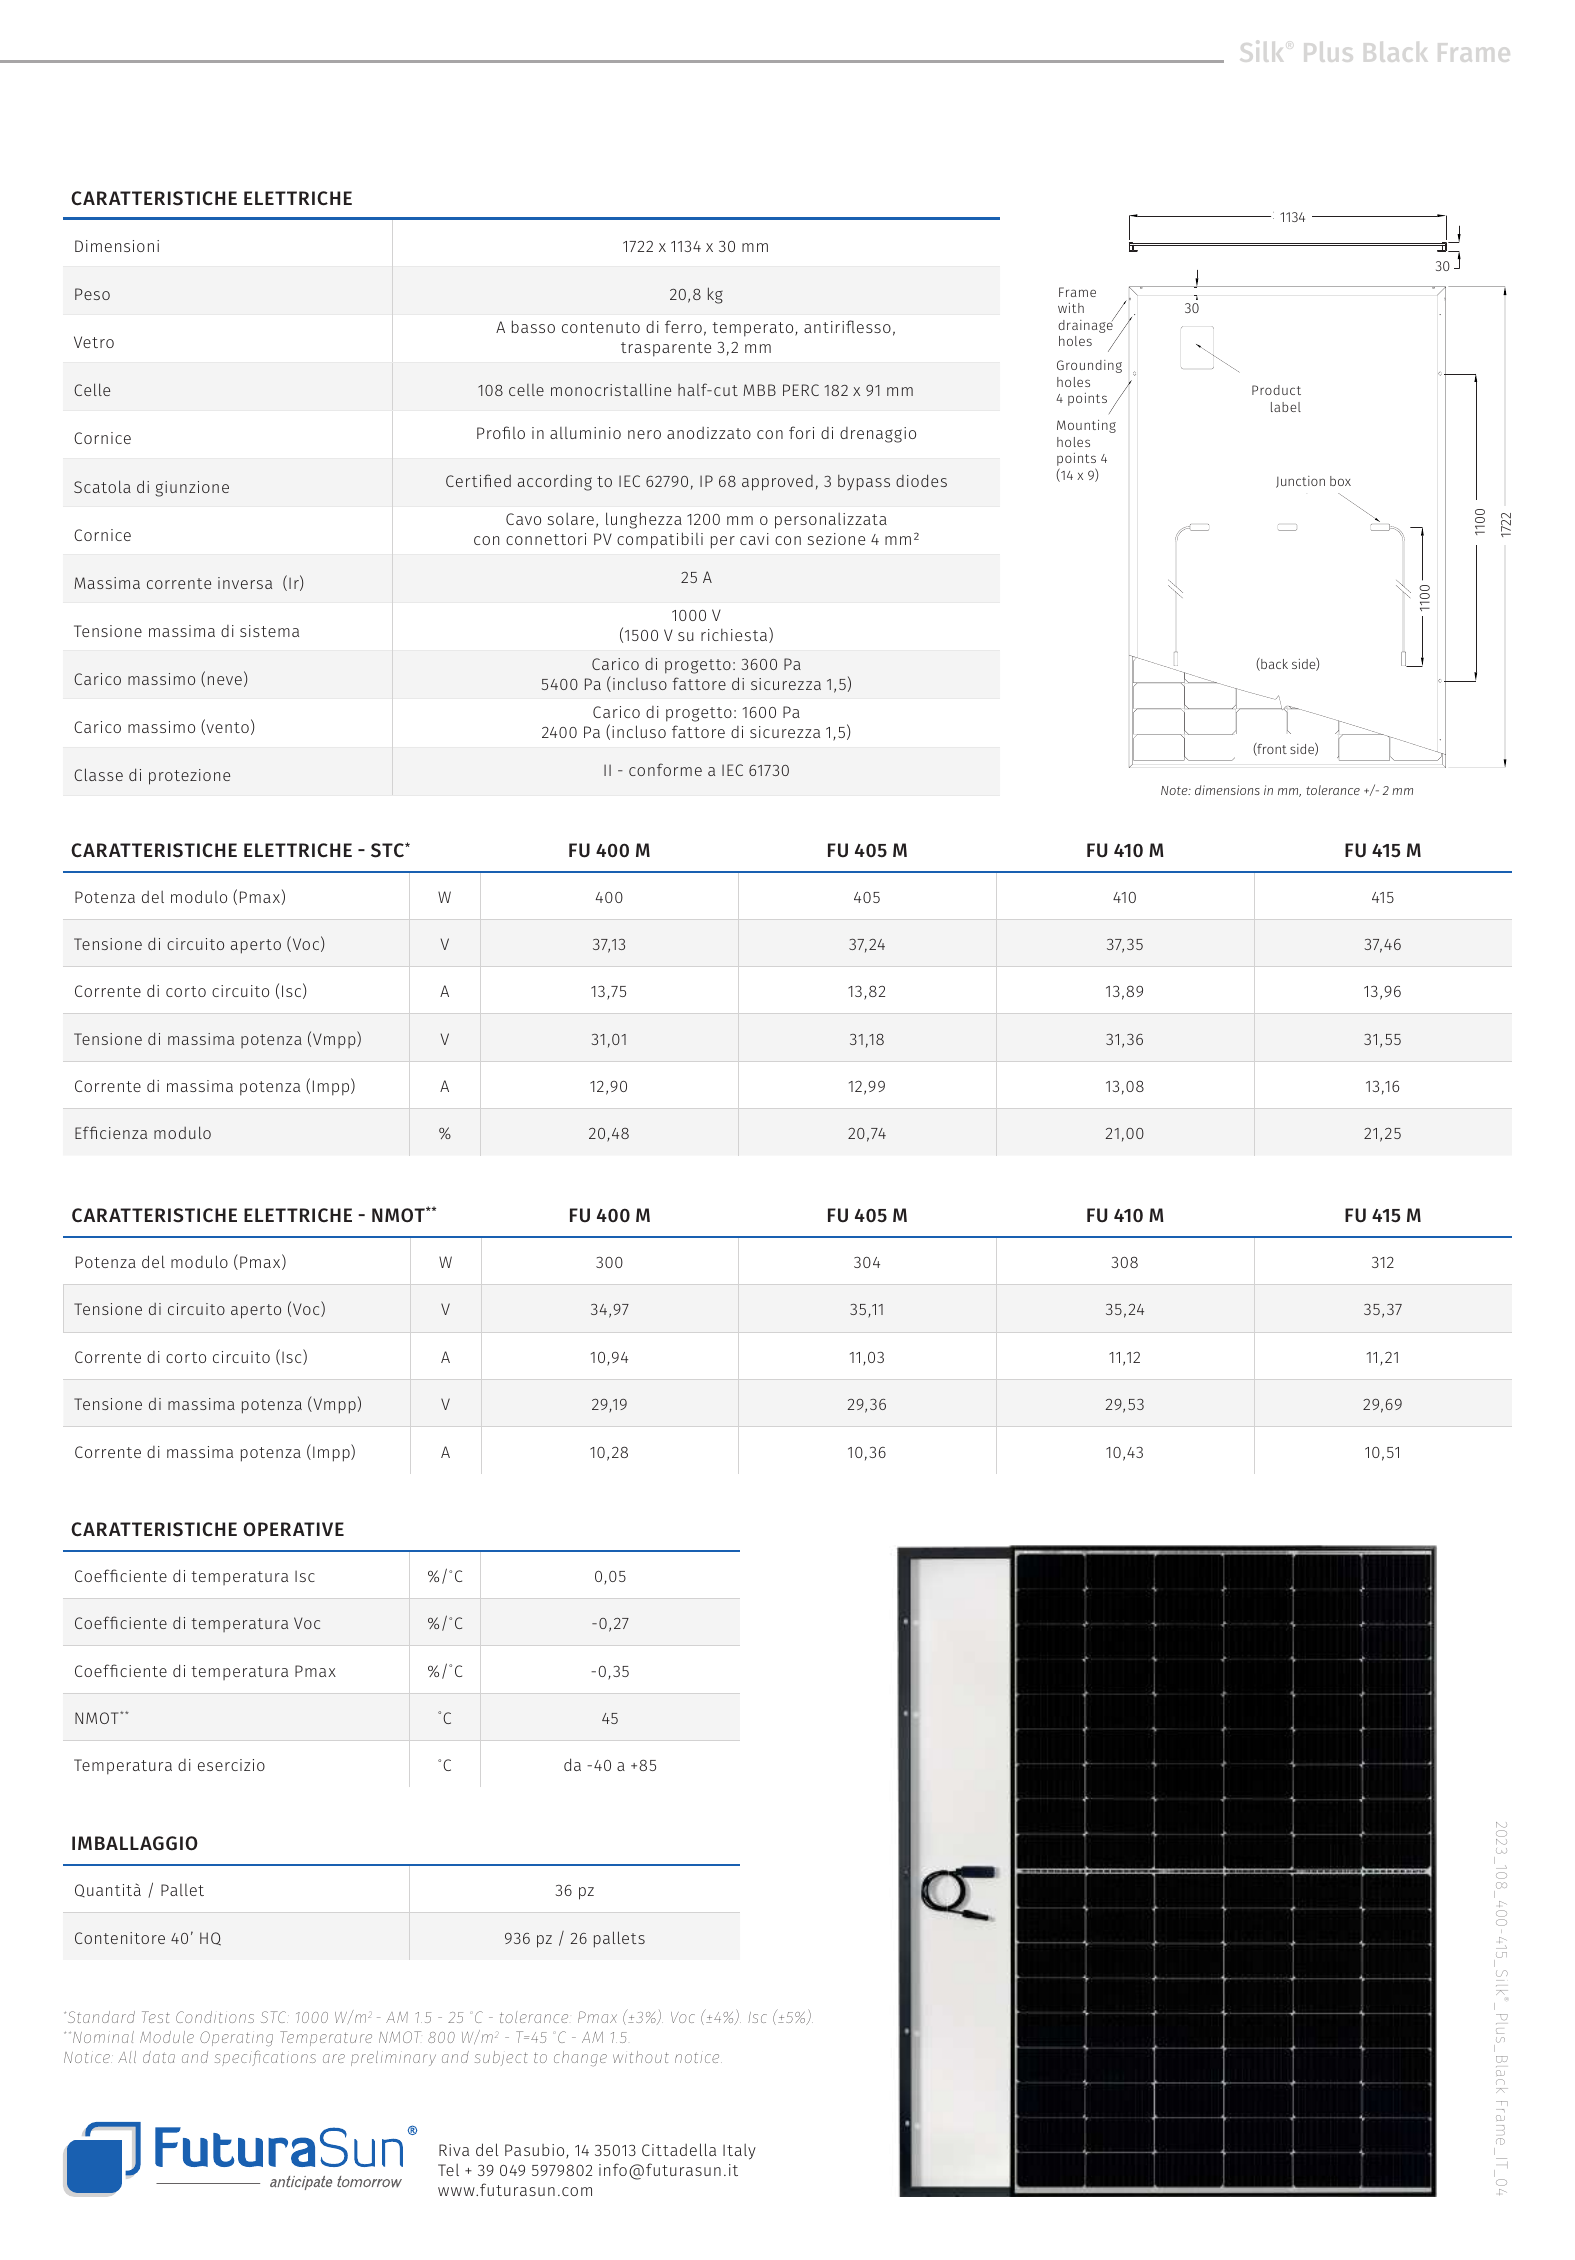 Silk® Plus Black Frame
CARATTERISTICHE ELETTRICHE
Dimensioni 1722 x 1134 x 30 mm
Peso 20,8 kg
Vetro A basso contenuto di ferro, temperato, antiriflesso,
trasparente 3,2 mm
Celle 108 celle monocristalline half-cut MBB PERC 182 x 91 mm
Cornice Profilo in alluminio nero anodizzato con fori di drenaggio
Scatola di giunzione Certified according to IEC 62790, IP 68 approved, 3 bypass diodes
Cornice Cavo solare, lunghezza 1200 mm o personalizzata
con connettori PV compatibili per cavi con sezione 4 mm²
Massima corrente inversa (Ir) 25 A
Tensione massima di sistema 1000 V
(1500 V su richiesta)
Carico massimo (neve) Carico di progetto: 3600 Pa
5400 Pa (incluso fattore di sicurezza 1,5)
Carico massimo (vento) Carico di progetto: 1600 Pa
2400 Pa (incluso fattore di sicurezza 1,5)
Classe di protezione II - conforme a IEC 61730
1134
30
30
Frame
with
drainage
holes
Grounding
holes
4 points
Mounting
holes
points 4
(14 x 9)
Product
label
Junction box
1100
1100
1722
(back side)
(front side)
Note: dimensions in mm, tolerance +/- 2 mm
CARATTERISTICHE ELETTRICHE - STC* FU 400 M FU 405 M FU 410 M FU 415 M
Potenza del modulo (Pmax) W 400 405 410 415
Tensione di circuito aperto (Voc) V 37,13 37,24 37,35 37,46
Corrente di corto circuito (Isc) A 13,75 13,82 13,89 13,96
Tensione di massima potenza (Vmpp) V 31,01 31,18 31,36 31,55
Corrente di massima potenza (Impp) A 12,90 12,99 13,08 13,16
Efficienza modulo % 20,48 20,74 21,00 21,25
CARATTERISTICHE ELETTRICHE - NMOT** FU 400 M FU 405 M FU 410 M FU 415 M
Potenza del modulo (Pmax) W 300 304 308 312
Tensione di circuito aperto (Voc) V 34,97 35,11 35,24 35,37
Corrente di corto circuito (Isc) A 10,94 11,03 11,12 11,21
Tensione di massima potenza (Vmpp) V 29,19 29,36 29,53 29,69
Corrente di massima potenza (Impp) A 10,28 10,36 10,43 10,51
CARATTERISTICHE OPERATIVE
Coefficiente di temperatura Isc %/°C 0,05
Coefficiente di temperatura Voc %/°C -0,27
Coefficiente di temperatura Pmax %/°C -0,35
NMOT** °C 45
Temperatura di esercizio °C da -40 a +85
IMBALLAGGIO
Quantità / Pallet 36 pz
Contenitore 40’ HQ 936 pz / 26 pallets
*Standard Test Conditions STC: 1000 W/m² - AM 1.5 - 25 °C - tolerance: Pmax (±3%). Voc (±4%). Isc (±5%).
**Nominal Module Operating Temperature NMOT: 800 W/m² - T=45 °C - AM 1.5.
Notice: All data and specifications are preliminary and subject to change without notice.
FuturaSun®
anticipate tomorrow
Riva del Pasubio, 14 35013 Cittadella Italy
Tel + 39 049 5979802 info@futurasun.it
www.futurasun.com
2023_108_400-415_Silk®_Plus_Black Frame_IT_04